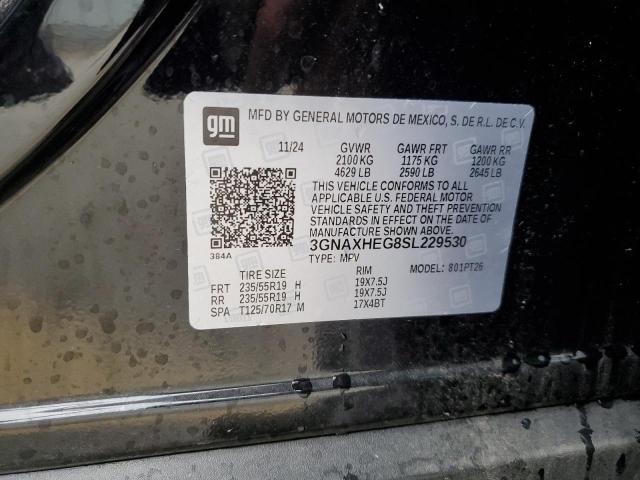 gm
MFD BY GENERAL MOTORS DE MEXICO, S. DE R.L. DE C.V.
11/24 GVWR GAWR FRT GAWR RR
2100 KG 1175 KG 1200 KG
4629 LB 2590 LB 2645 LB
THIS VEHICLE CONFORMS TO ALL
APPLICABLE U.S. FEDERAL MOTOR
VEHICLE SAFETY AND THEFT PREVENTION
STANDARDS IN EFFECT ON THE DATE OF
MANUFACTURE SHOWN ABOVE.
3GNAXHEG8SL229530
384A TYPE: MPV
TIRE SIZE RIM MODEL: 801PT26
FRT 235/55R19 H 19X7.5J
RR 235/55R19 H 19X7.5J
SPA T125/70R17 M 17X4BT